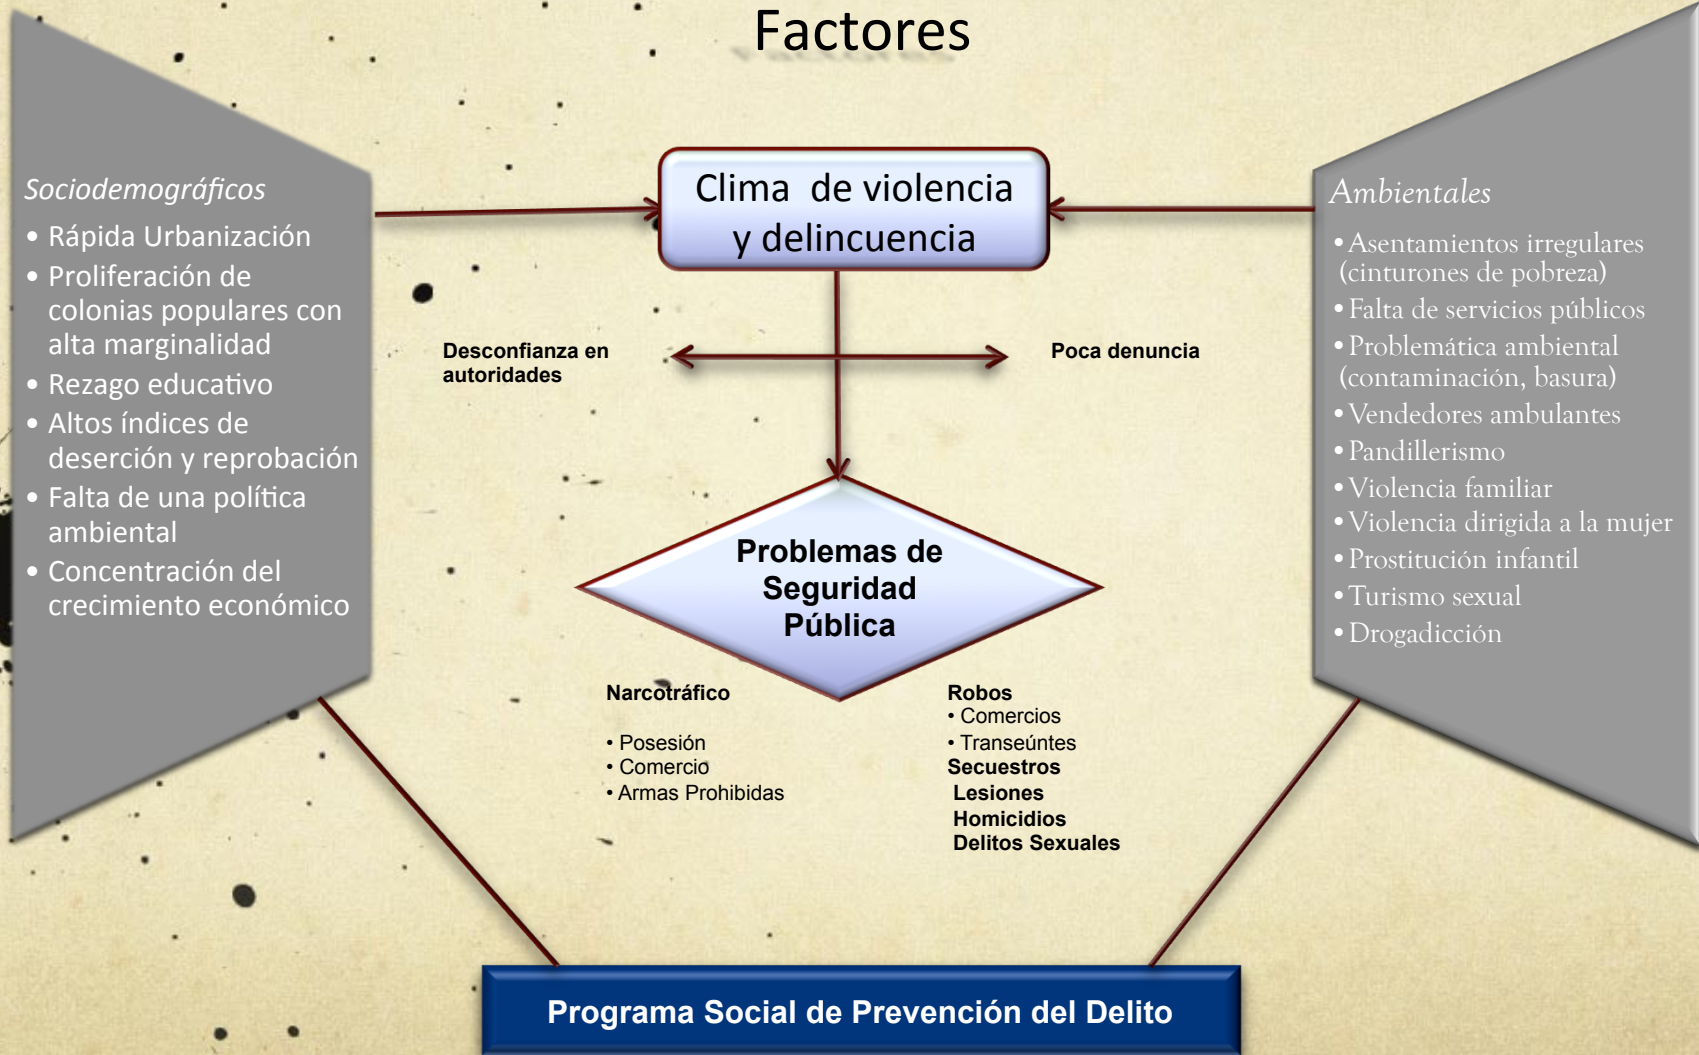 Factores
Sociodemográficos
• Rápida Urbanización
• Proliferación de
colonias populares con
alta marginalidad
• Rezago educativo
• Altos índices de
deserción y reprobación
• Falta de una política
ambiental
• Concentración del
crecimiento económico
Clima de violencia
y delincuencia
Desconfianza en
autoridades
Poca denuncia
Problemas de
Seguridad
Pública
Narcotráfico
• Posesión
• Comercio
• Armas Prohibidas
Robos
• Comercios
• Transeúntes
Secuestros
Lesiones
Homicidios
Delitos Sexuales
Ambientales
• Asentamientos irregulares
(cinturones de pobreza)
• Falta de servicios públicos
• Problemática ambiental
(contaminación, basura)
• Vendedores ambulantes
• Pandillerismo
• Violencia familiar
• Violencia dirigida a la mujer
• Prostitución infantil
• Turismo sexual
• Drogadicción
Programa Social de Prevención del Delito